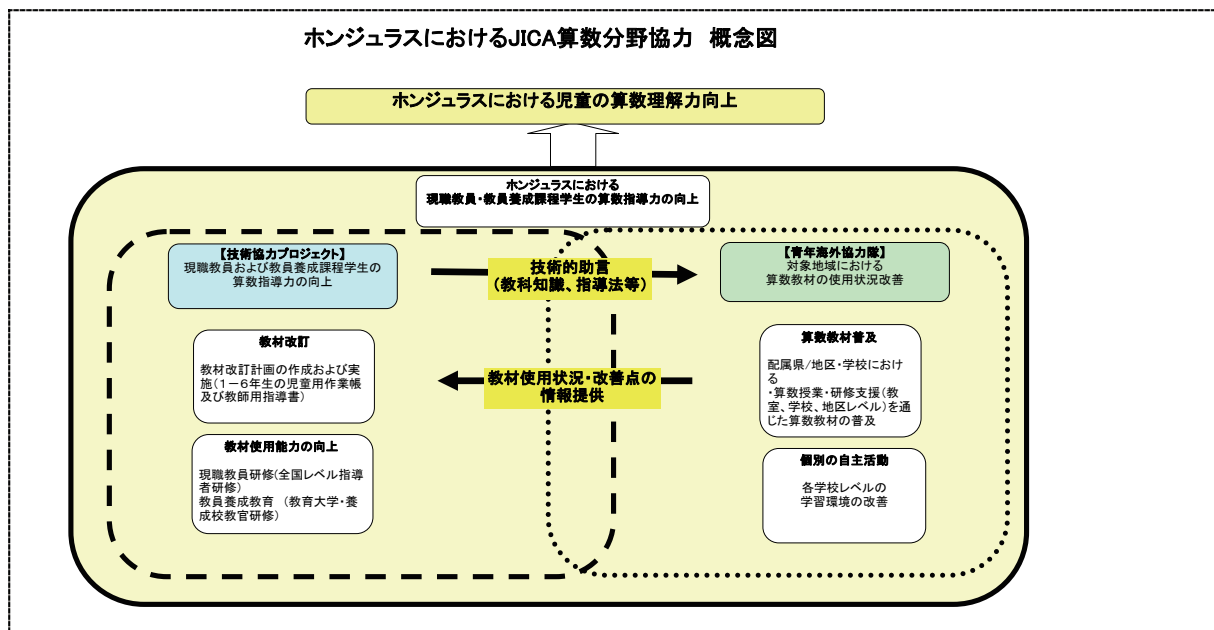 ホンジュラスにおけるJICA算数分野協力　概念図
ホンジュラスにおける児童の算数理解力向上
ホンジュラスにおける
現職教員・教員養成課程学生の算数指導力の向上
【技術協力プロジェクト】
現職教員および教員養成課程学生の
算数指導力の向上
技術的助言
（教科知識、指導法等）
【青年海外協力隊】
対象地域における
算数教材の使用状況改善
教材改訂
教材改訂計画の作成および実
施（１－６年生の児童用作業帳
及び教師用指導書）
教材使用状況・改善点の
情報提供
算数教材普及
配属県/地区・学校におけ
る
・算数授業・研修支援（教
室、学校、地区レベル）を通
じた算数教材の普及
教材使用能力の向上
現職教員研修（全国レベル指導
者研修）
教員養成教育　（教育大学・養
成校教官研修）
個別の自主活動
各学校レベルの
学習環境の改善